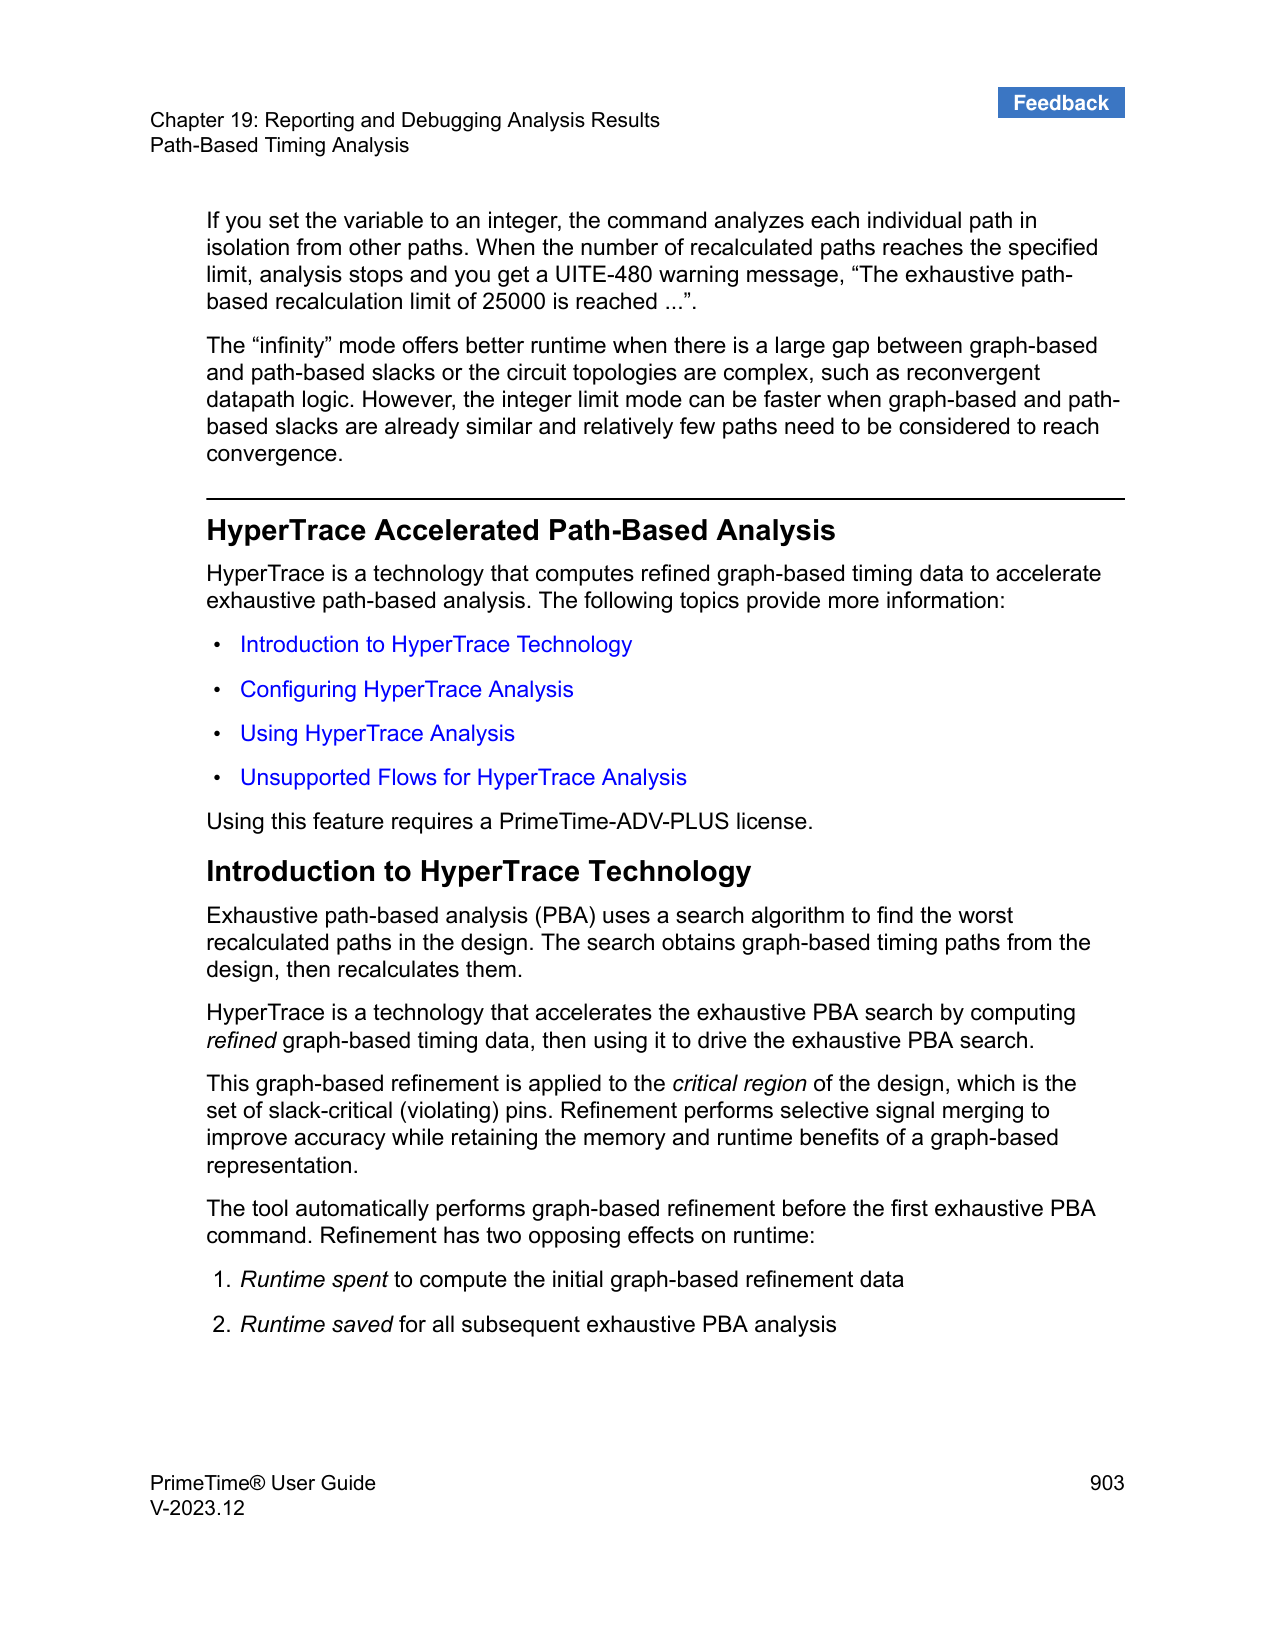 Feedback
Chapter 19: Reporting and Debugging Analysis Results
Path-Based Timing Analysis
If you set the variable to an integer, the command analyzes each individual path in
isolation from other paths. When the number of recalculated paths reaches the specified
limit, analysis stops and you get a UITE-480 warning message, “The exhaustive path-
based recalculation limit of 25000 is reached ...”.
The “infinity” mode offers better runtime when there is a large gap between graph-based
and path-based slacks or the circuit topologies are complex, such as reconvergent
datapath logic. However, the integer limit mode can be faster when graph-based and path-
based slacks are already similar and relatively few paths need to be considered to reach
convergence.
HyperTrace Accelerated Path-Based Analysis
HyperTrace is a technology that computes refined graph-based timing data to accelerate
exhaustive path-based analysis. The following topics provide more information:
• Introduction to HyperTrace Technology
• Configuring HyperTrace Analysis
• Using HyperTrace Analysis
• Unsupported Flows for HyperTrace Analysis
Using this feature requires a PrimeTime-ADV-PLUS license.
Introduction to HyperTrace Technology
Exhaustive path-based analysis (PBA) uses a search algorithm to find the worst
recalculated paths in the design. The search obtains graph-based timing paths from the
design, then recalculates them.
HyperTrace is a technology that accelerates the exhaustive PBA search by computing
refined graph-based timing data, then using it to drive the exhaustive PBA search.
This graph-based refinement is applied to the critical region of the design, which is the
set of slack-critical (violating) pins. Refinement performs selective signal merging to
improve accuracy while retaining the memory and runtime benefits of a graph-based
representation.
The tool automatically performs graph-based refinement before the first exhaustive PBA
command. Refinement has two opposing effects on runtime:
1. Runtime spent to compute the initial graph-based refinement data
2. Runtime saved for all subsequent exhaustive PBA analysis
PrimeTime® User Guide 903
V-2023.12